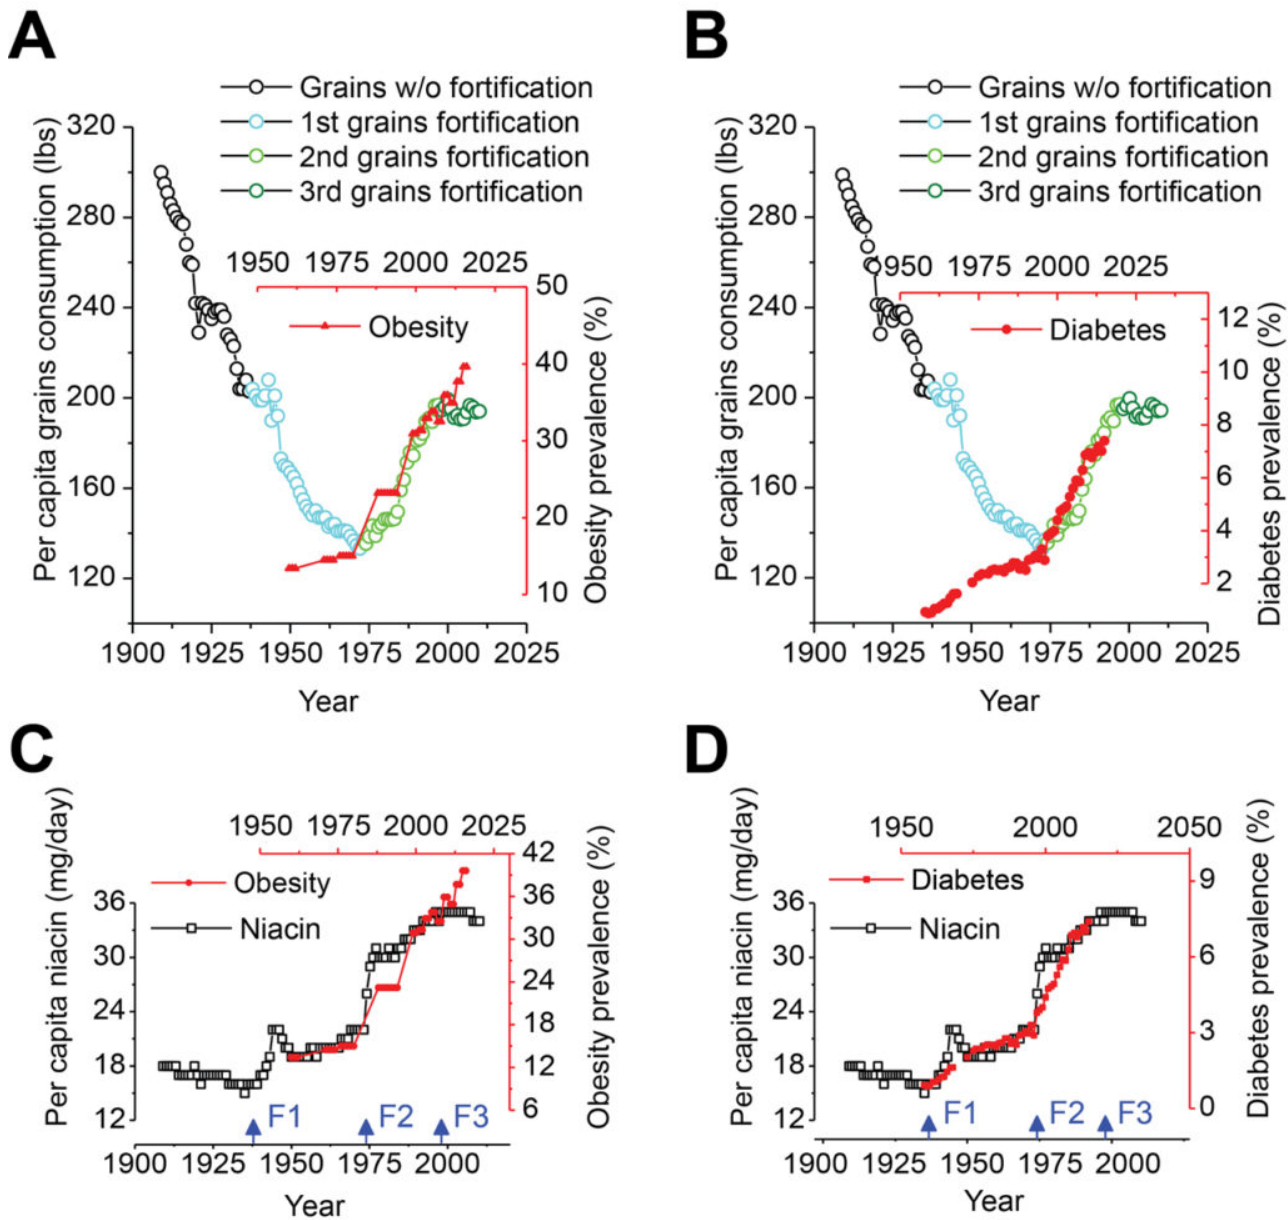 A
Grains w/o fortification
1st grains fortification
2nd grains fortification
3rd grains fortification
Per capita grains consumption (lbs)
320
280
240
200
160
120
1950 1975 2000 2025
Obesity
50
40
30
20
10
Obesity prevalence (%)
1900 1925 1950 1975 2000 2025
Year
B
Grains w/o fortification
1st grains fortification
2nd grains fortification
3rd grains fortification
Per capita grains consumption (lbs)
320
280
240
200
160
120
1950 1975 2000 2025
Diabetes
12
10
8
6
4
2
Diabetes prevalence (%)
1900 1925 1950 1975 2000 2025
Year
C
Per capita niacin (mg/day)
36
30
24
18
12
1950 1975 2000 2025
Obesity
Niacin
42
36
30
24
18
12
6
Obesity prevalence (%)
F1 F2 F3
1900 1925 1950 1975 2000
Year
D
Per capita niacin (mg/day)
36
30
24
18
12
1950 2000 2050
Diabetes
Niacin
9
6
3
0
Diabetes prevalence (%)
F1 F2 F3
1900 1925 1950 1975 2000
Year